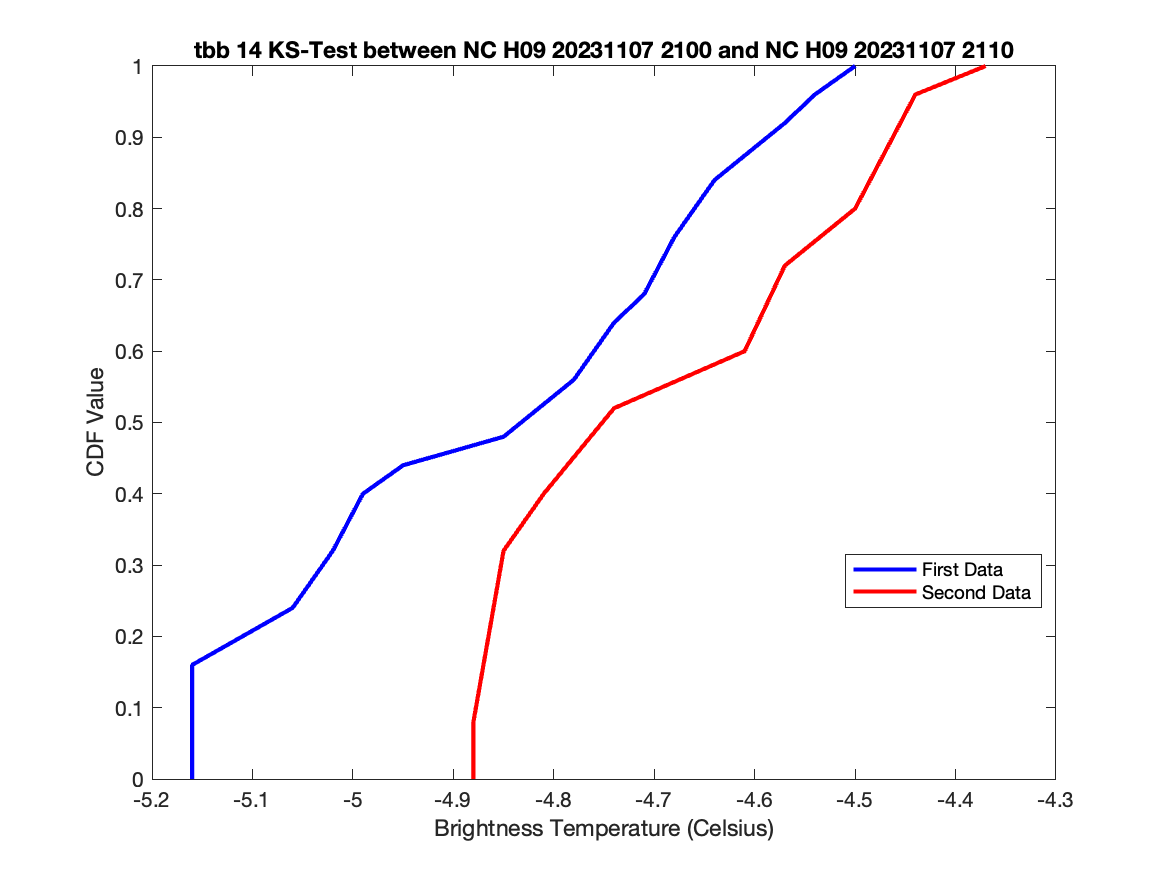 tbb 14 KS-Test between NC H09 20231107 2100 and NC H09 20231107 2110
1
0.9
0.8
0.7
0.6
0.5
0.4
0.3
0.2
0.1
0
CDF Value
First Data
Second Data
-5.2 -5.1 -5 -4.9 -4.8 -4.7 -4.6 -4.5 -4.4 -4.3
Brightness Temperature (Celsius)